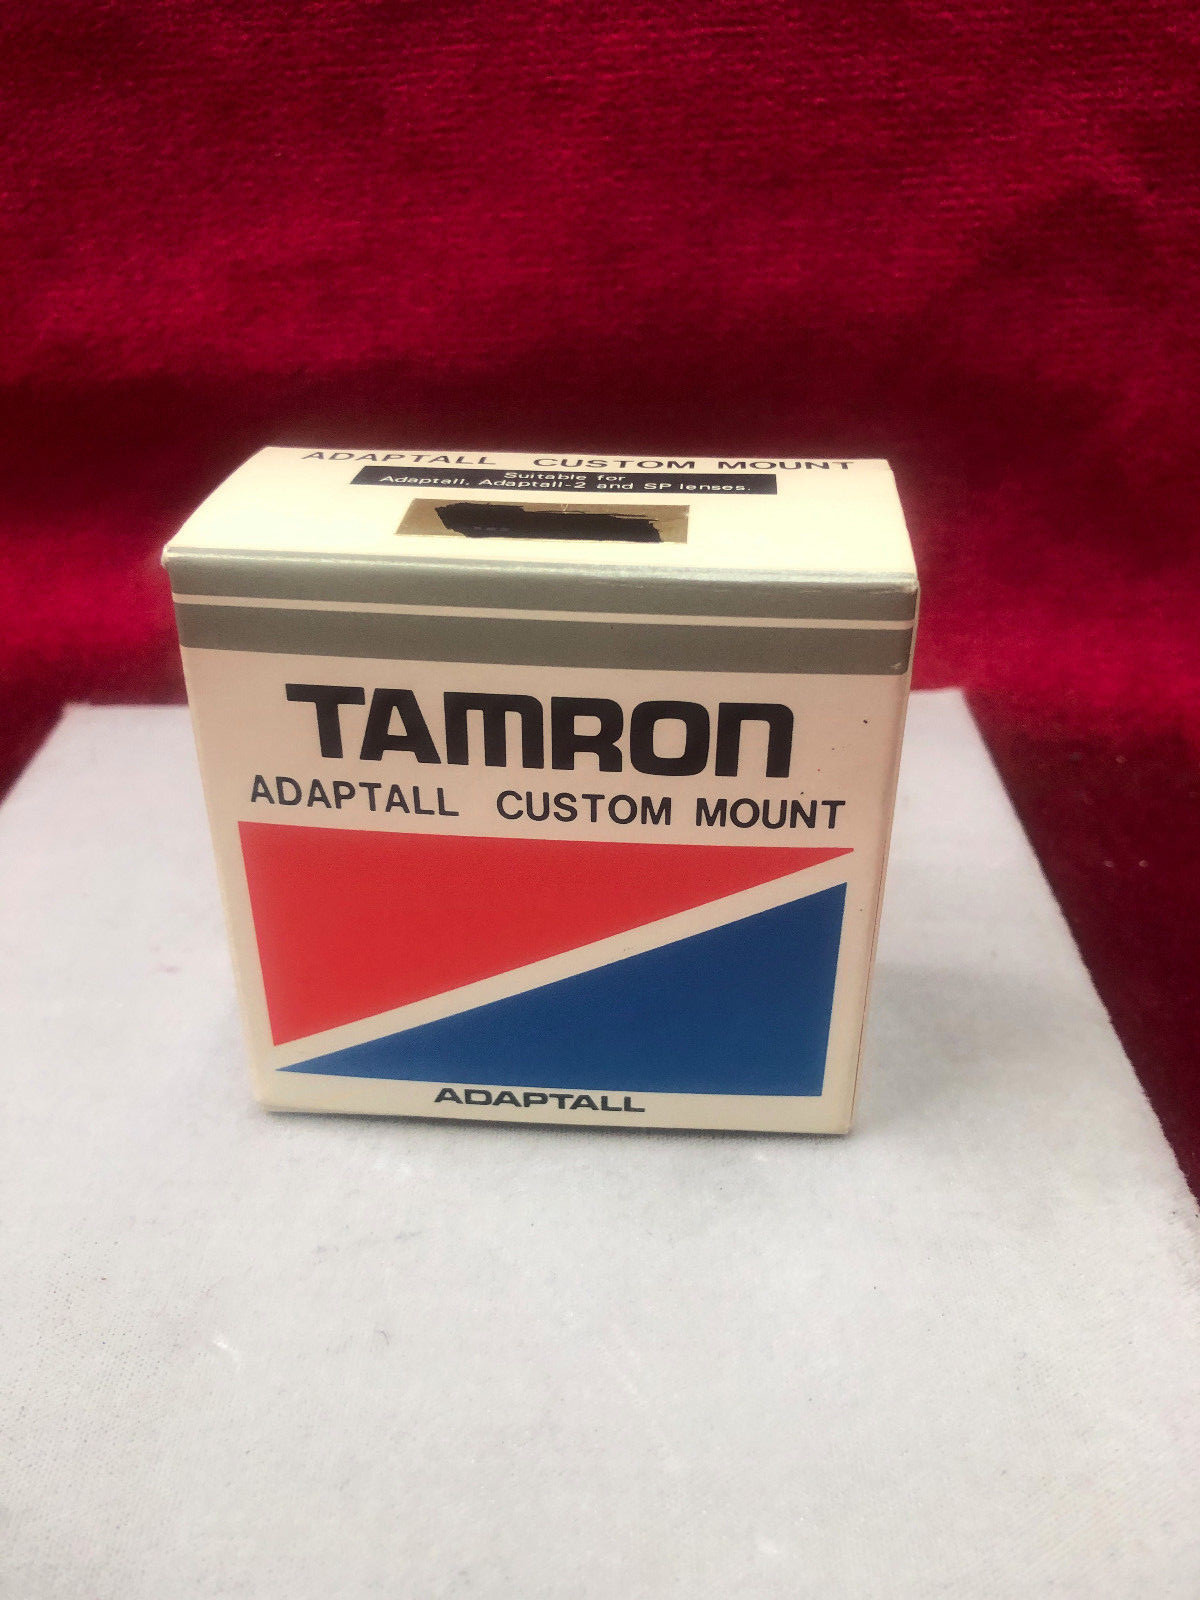 ADAPTALL CUSTOM MOUNT
Suitable for
Adaptall, Adaptall-2 and SP lenses.
TAMRON
ADAPTALL CUSTOM MOUNT
ADAPTALL